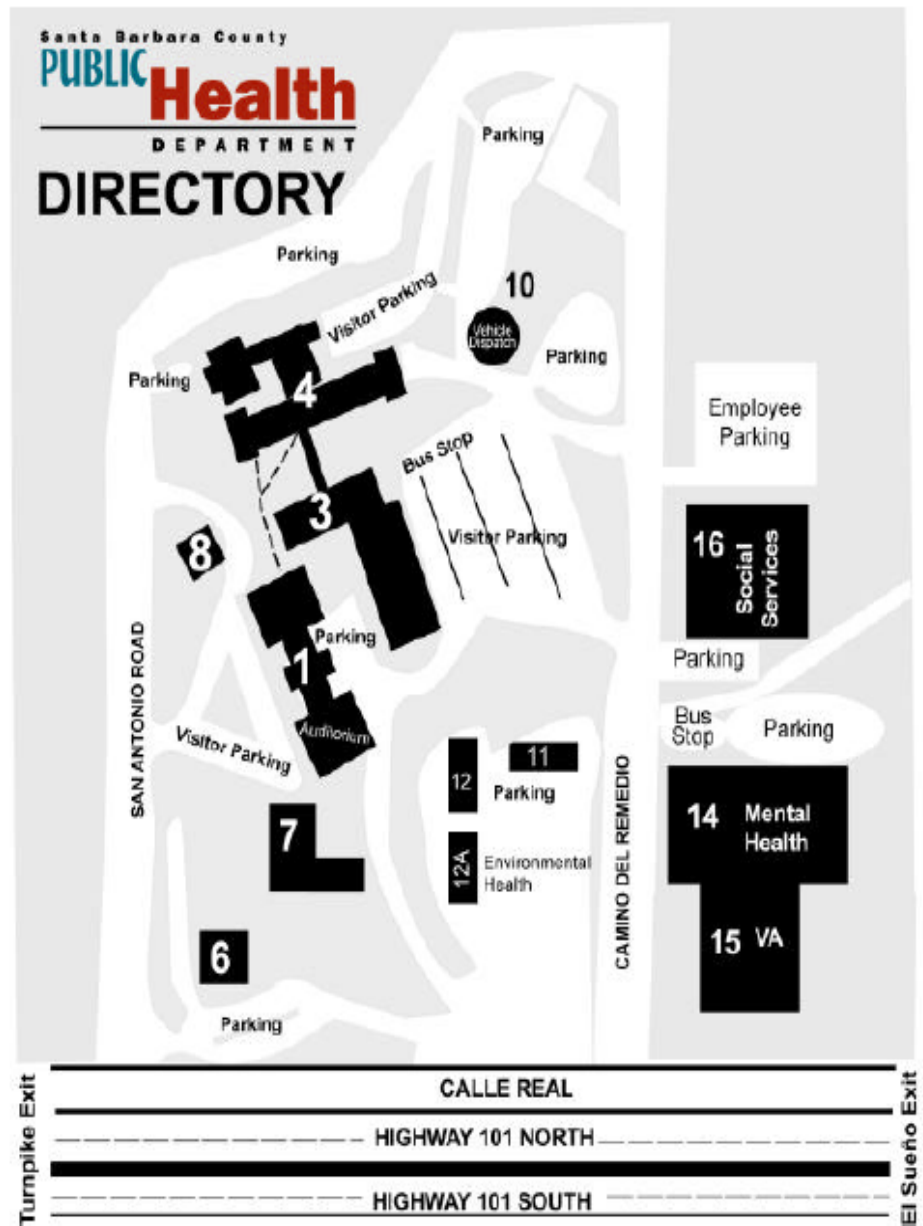 Santa Barbara County
PUBLIC Health
DEPARTMENT
DIRECTORY
Parking
Parking
10
Visitor Parking
Vehicle
Dispatch
Parking
Parking
4
Employee
Parking
Bus Stop
3
Visitor Parking
16
Social
Services
8
Parking
1
Parking
SAN ANTONIO ROAD
Auditorium
Visitor Parking
Bus
Stop
Parking
11
12
Parking
7
14
Mental
Health
12A
Environmental
Health
CAMINO DEL REMEDIO
15 VA
6
Parking
Turnpike Exit
CALLE REAL
HIGHWAY 101 NORTH
HIGHWAY 101 SOUTH
El Sueño Exit